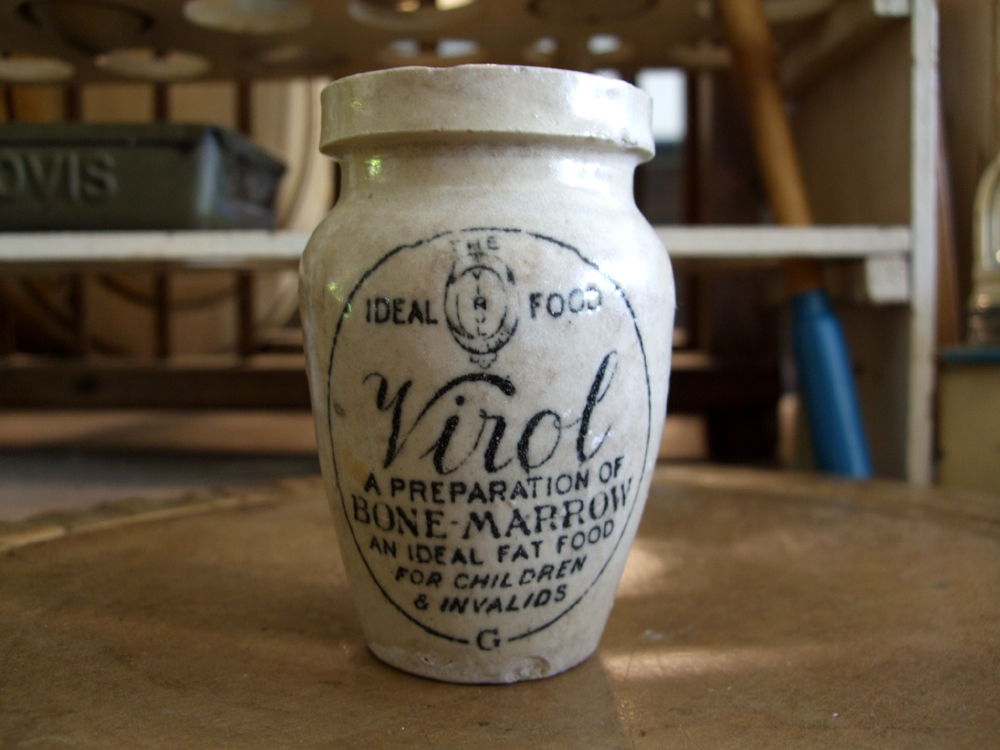 OVIS
THE
IDEAL VIROL FOOD
Virol
A PREPARATION OF
BONE-MARROW
AN IDEAL FAT FOOD
FOR CHILDREN
& INVALIDS
G